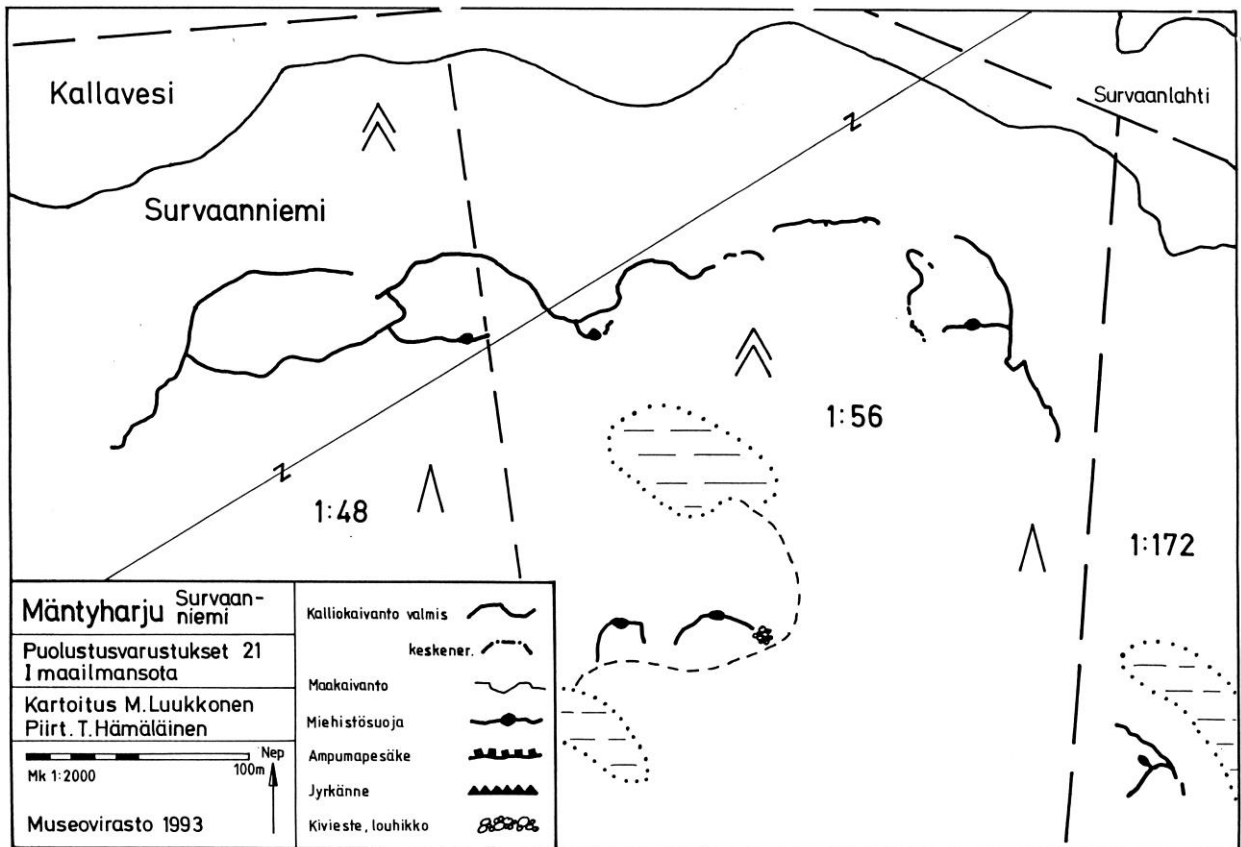 Kallavesi
Survaanlahti
Survaanniemi
1:56
1:48
1:172
Mäntyharju Survaan-
niemi
Puolustusvarustukset 21
I maailmansota
Kartoitus M.Luukkonen
Piirt. T.Hämäläinen
Nep
100m
Mk 1:2000
Museovirasto 1993
Kalliokaivanto valmis
keskener.
Maakaivanto
Miehistösuoja
Ampumapesäke
Jyrkänne
Kivieste, louhikko